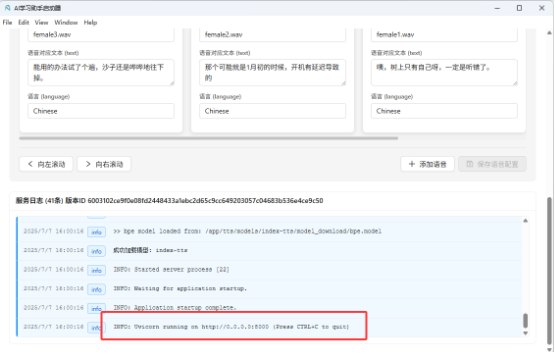 AI学习助手启动器
File Edit View Window Help
female3.wav female2.wav female1.wav
语音对应文本 (text) 语音对应文本 (text) 语音对应文本 (text)
能用的办法试了个遍，沙子还是哗哗地往下掉。 那个可能就是1月初的时候，开机有延迟导致的 嘿，树上只有自己呀，一定是听错了。
语言 (language) 语言 (language) 语言 (language)
Chinese Chinese Chinese
< 向左滚动 > 向右滚动 + 添加语音 保存语音配置
服务日志 (41条) 版本ID
2025/7/7 16:00:16 info >> bpe model loaded from: /app/tts/models/index-tts/model_download/bpe.model
2025/7/7 16:00:16 info 成功加载模型: index-tts
2025/7/7 16:00:16 info INFO: Started server process [22]
2025/7/7 16:00:16 info INFO: Waiting for application startup.
2025/7/7 16:00:16 info INFO: Application startup complete.
2025/7/7 16:00:16 info INFO: Uvicorn running on http://0.0.0.0:8000 (Press CTRL+C to quit)